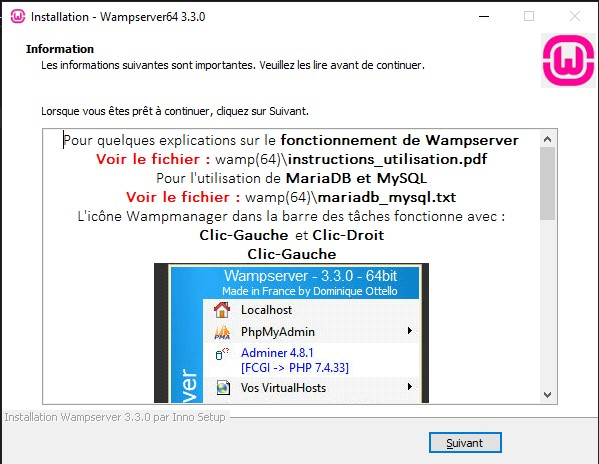 Installation - Wampserver64 3.3.0
Information
Les informations suivantes sont importantes. Veuillez les lire avant de continuer.
Lorsque vous êtes prêt à continuer, cliquez sur Suivant.
Pour quelques explications sur le fonctionnement de Wampserver
Voir le fichier : wamp(64)\instructions_utilisation.pdf
Pour l'utilisation de MariaDB et MySQL
Voir le fichier : wamp(64)\mariadb_mysql.txt
L'icône Wampmanager dans la barre des tâches fonctionne avec :
Clic-Gauche et Clic-Droit
Clic-Gauche
Wampserver - 3.3.0 - 64bit
Made in France by Dominique Ottello
Localhost
PMA
PhpMyAdmin
Adminer 4.8.1
[FCGI -> PHP 7.4.33]
Vos VirtualHosts
ver
Installation Wampserver 3.3.0 par Inno Setup
Suivant